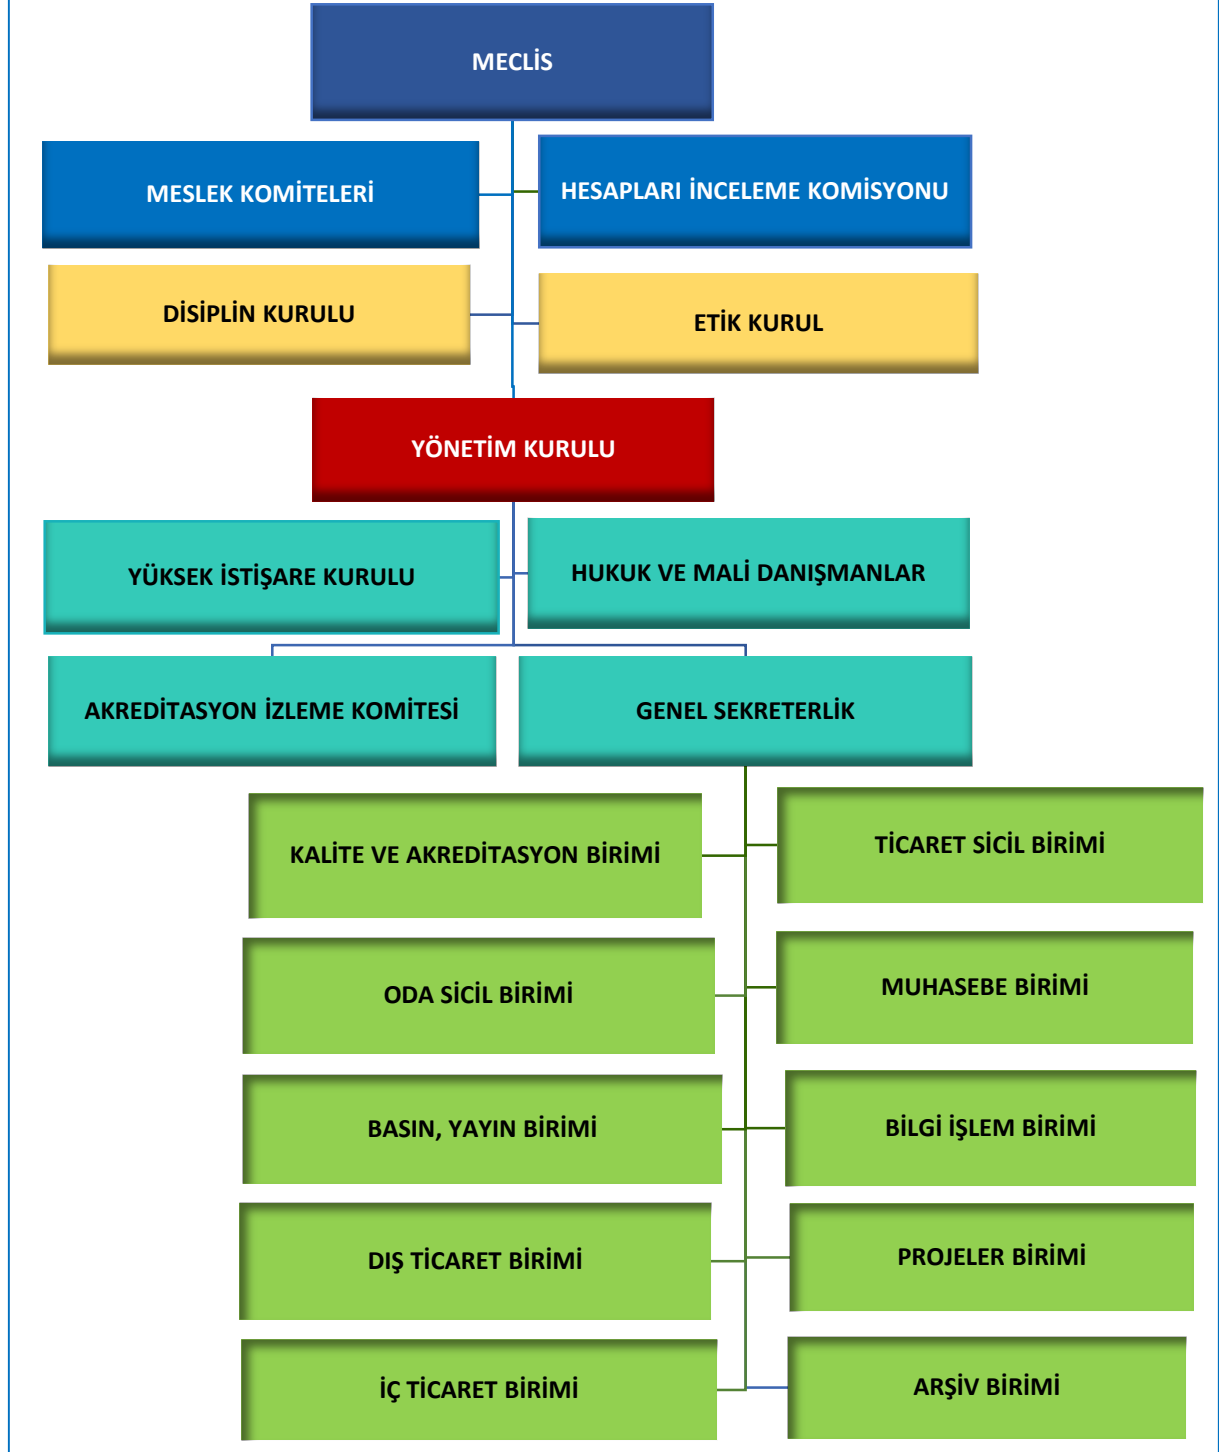 MECLİS
MESLEK KOMİTELERİ
HESAPLARI İNCELEME KOMİSYONU
DISİPLİN KURULU
ETİK KURUL
YÖNETİM KURULU
YÜKSEK İSTİŞARE KURULU
HUKUK VE MALİ DANIŞMANLAR
AKREDİTASYON İZLEME KOMİTESİ
GENEL SEKRETERLİK
KALİTE VE AKREDİTASYON BİRİMİ
TİCARET SİCİL BİRİMİ
ODA SİCİL BİRİMİ
MUHASEBE BİRİMİ
BASIN, YAYIN BİRİMİ
BİLGİ İŞLEM BİRİMİ
DIŞ TİCARET BİRİMİ
PROJELER BİRİMİ
İÇ TİCARET BİRİMİ
ARŞİV BİRİMİ